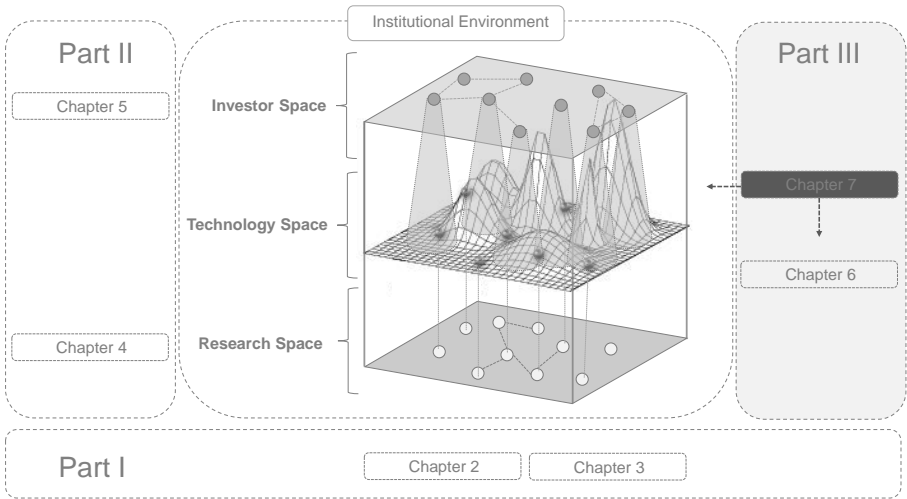 Institutional Environment
Part II
Part III
Chapter 5
Investor Space
Chapter 7
Technology Space
Chapter 6
Chapter 4
Research Space
Part I
Chapter 2
Chapter 3